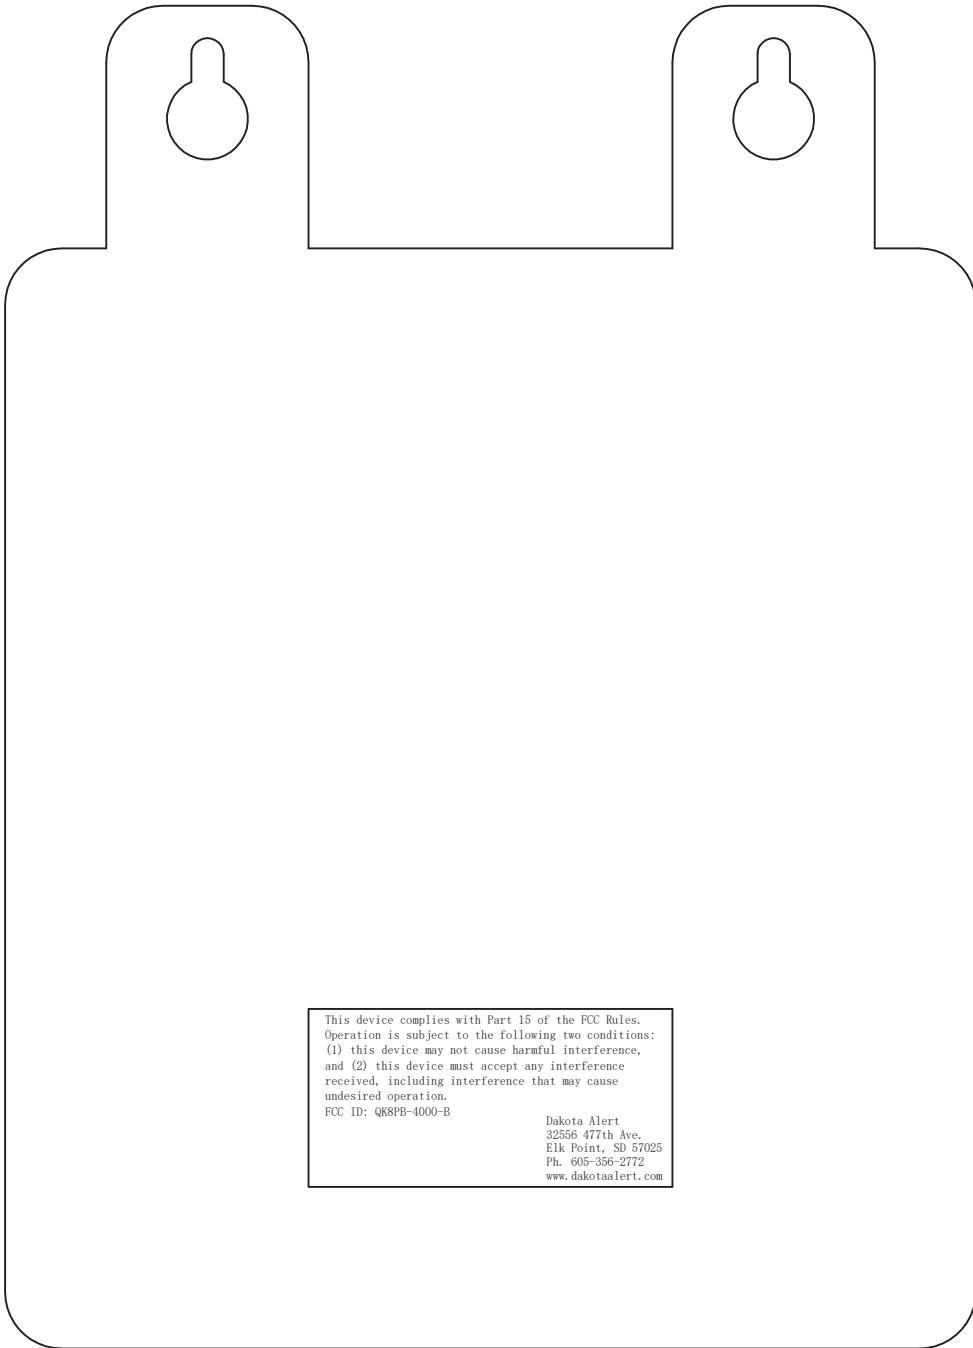 This device complies with Part 15 of the FCC Rules.
Operation is subject to the following two conditions:
(1) this device may not cause harmful interference,
and (2) this device must accept any interference
received, including interference that may cause
undesired operation.
FCC ID: QK8PB-4000-B
Dakota Alert
32556 477th Ave.
Elk Point, SD 57025
Ph. 605-356-2772
www.dakotaalert.com